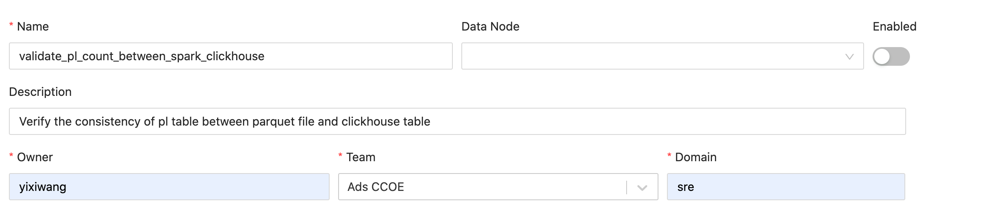 * Name
Data Node
Enabled
validate_pl_count_between_spark_clickhouse
Description
Verify the consistency of pl table between parquet file and clickhouse table
* Owner
* Team
* Domain
yixiwang
Ads CCOE
sre